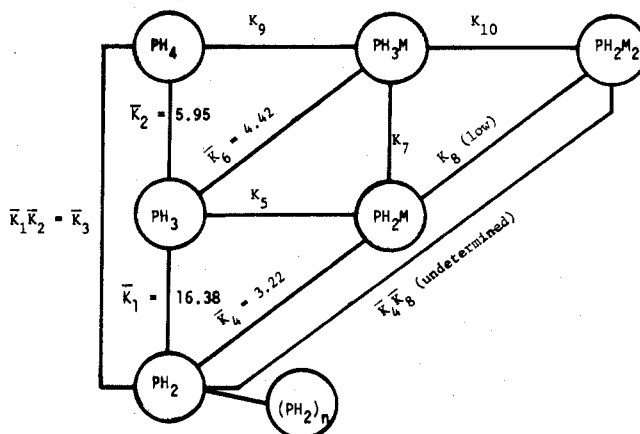 K₉
K₁₀
PH₄
PH₃M
PH₂M₂
K̅₂ = 5.95
K̅₆ = 4.42
K₇
K₈ (low)
K̅₁K̅₂ = K̅₃
PH₃
K₅
PH₂M
K̅₁ = 16.38
K̅₄ = 3.22
K̅₄K̅₈ (undetermined)
PH₂
(PH₂)ₙ